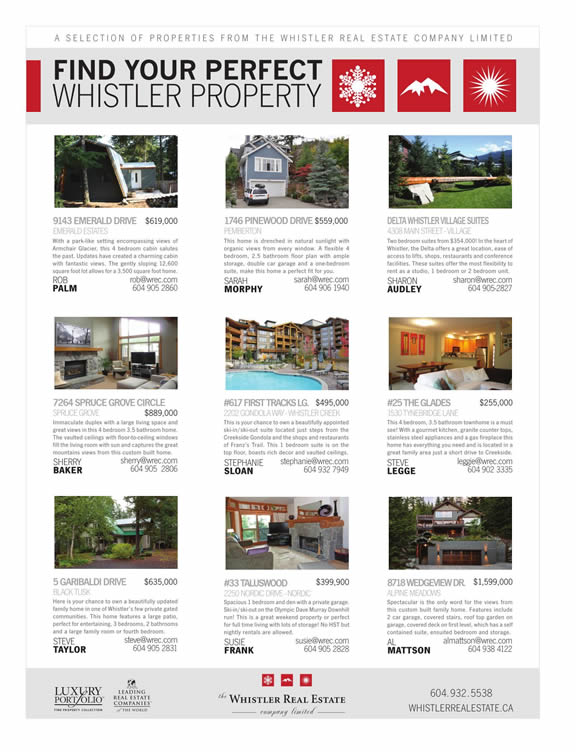 A SELECTION OF PROPERTIES FROM THE WHISTLER REAL ESTATE COMPANY LIMITED
FIND YOUR PERFECT
WHISTLER PROPERTY
9143 EMERALD DRIVE $619,000
EMERALD ESTATES
With a park-like setting encompassing views of
Armchair Glacier, this 4 bedroom cabin salutes
the past. Updates have created a charming cabin
with fantastic views. The gently sloping 12,600
square foot lot allows for a 3,500 square foot home.
ROB rob@wrec.com
PALM 604 905 2860
1746 PINEWOOD DRIVE $559,000
PEMBERTON
This home is drenched in natural sunlight with
organic views from every window. A flexible 4
bedroom, 2.5 bathroom floor plan with ample
storage, double car garage and a one-bedroom
suite, make this home a perfect fit for you.
SARAH sarah@wrec.com
MORPHY 604 906 1940
DELTA WHISTLER VILLAGE SUITES
4308 MAIN STREET - VILLAGE
Two bedroom suites from $354,000! In the heart of
Whistler, the Delta offers a great location, ease of
access to lifts, shops, restaurants and conference
facilities. These suites offer the most flexibility to
rent as a studio, 1 bedroom or 2 bedroom unit.
SHARON sharon@wrec.com
AUDLEY 604 905-2827
7264 SPRUCE GROVE CIRCLE
SPRUCE GROVE $889,000
Immaculate duplex with a large living space and
great views in this 4 bedroom 3.5 bathroom home.
The vaulted ceilings with floor-to-ceiling windows
fill the living room with sun and captures the great
mountains views from this custom built home.
SHERRY sherry@wrec.com
BAKER 604 905 2806
#617 FIRST TRACKS LG. $495,000
2202 GONDOLA WAY - WHISTLER CREEK
This is your chance to own a beautifully appointed
ski-in/ski-out suite located just steps from the
Creekside Gondola and the shops and restaurants
of Franz's Trail. This 1 bedroom suite is on the
top floor, boasts rich decor and vaulted ceilings.
STEPHANIE stephanie@wrec.com
SLOAN 604 932 7949
#25 THE GLADES $255,000
1530 TYNEBRIDGE LANE
This 4 bedroom, 3.5 bathroom townhome is a must
see! With a gourmet kitchen, granite counter tops,
stainless steel appliances and a gas fireplace this
home has everything you need and is located in a
great family area just a short drive to Creekside.
STEVE leggie@wrec.com
LEGGE 604 902 3335
5 GARIBALDI DRIVE $635,000
BLACK TUSK
Here is your chance to own a beautifully updated
family home in one of Whistler's few private gated
communities. This home features a large patio,
perfect for entertaining, 3 bedrooms, 2 bathrooms
and a large family room or fourth bedroom.
STEVE steve@wrec.com
TAYLOR 604 905 2831
#33 TALUSWOOD $399,900
2250 NORDIC DRIVE - NORDIC
Spacious 1 bedroom and den with a private garage.
Ski-in/ski-out on the Olympic Dave Murray Downhill
run! This is a great weekend property or perfect
for full time living with lots of storage! No HST but
nightly rentals are allowed.
SUSIE susie@wrec.com
FRANK 604 905 2828
8718 WEDGEVIEW DR. $1,599,000
ALPINE MEADOWS
Spectacular is the only word for the views from
this custom built family home. Features include
2 car garage, covered stairs, roof top garden on
garage, covered deck on first level, which has a self
contained suite, ensuited bedroom and storage.
AL almattson@wrec.com
MATTSON 604 938 4122
LUXURY
PORTFOLIO
FINE PROPERTY COLLECTION
LEADING
REAL ESTATE
COMPANIES
OF THE WORLD
the WHISTLER REAL ESTATE
company limited
604.932.5538
WHISTLERREALESTATE.CA